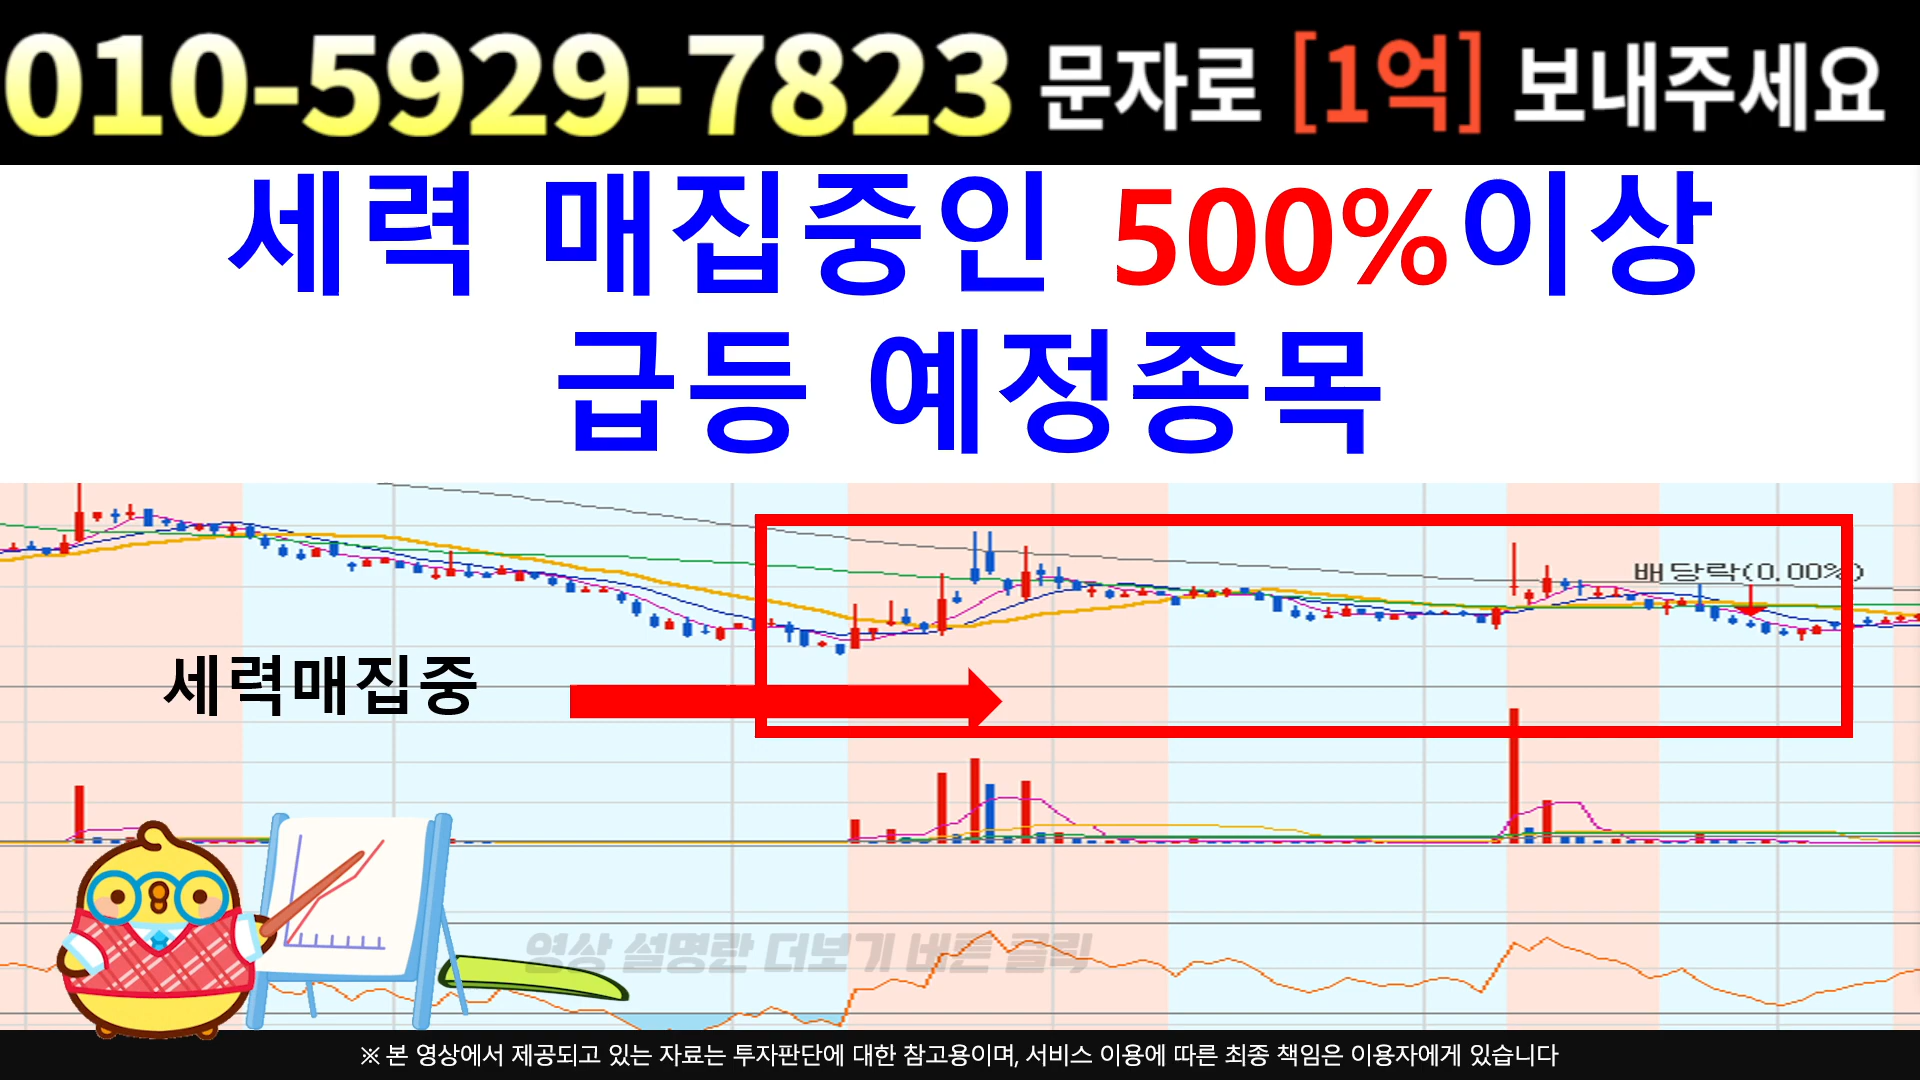 010-5929-7823 문자로 [1억] 보내주세요
세력 매집중인 500%이상
급등 예정종목
배당락(0.00%)
세력매집중
영상 설명란 더보기 버튼 클릭
※ 본 영상에서 제공되고 있는 자료는 투자판단에 대한 참고용이며, 서비스 이용에 따른 최종 책임은 이용자에게 있습니다